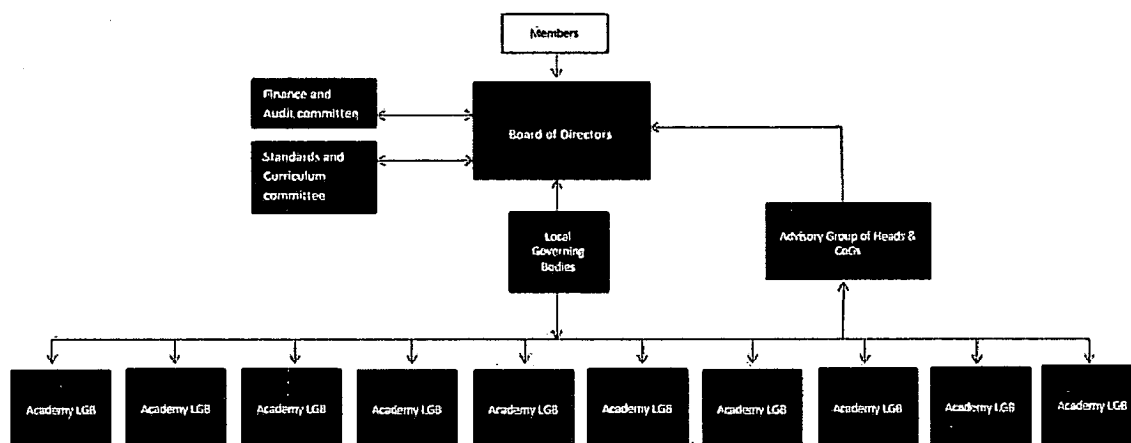 Members
Finance and
Audit committee
Board of Directors
Standards and
Curriculum
committee
Local
Governing
Bodies
Advisory Group of Heads &
CoGs
Academy LGB
Academy LGB
Academy LGB
Academy LGB
Academy LGB
Academy LGB
Academy LGB
Academy LGB
Academy LGB
Academy LGB